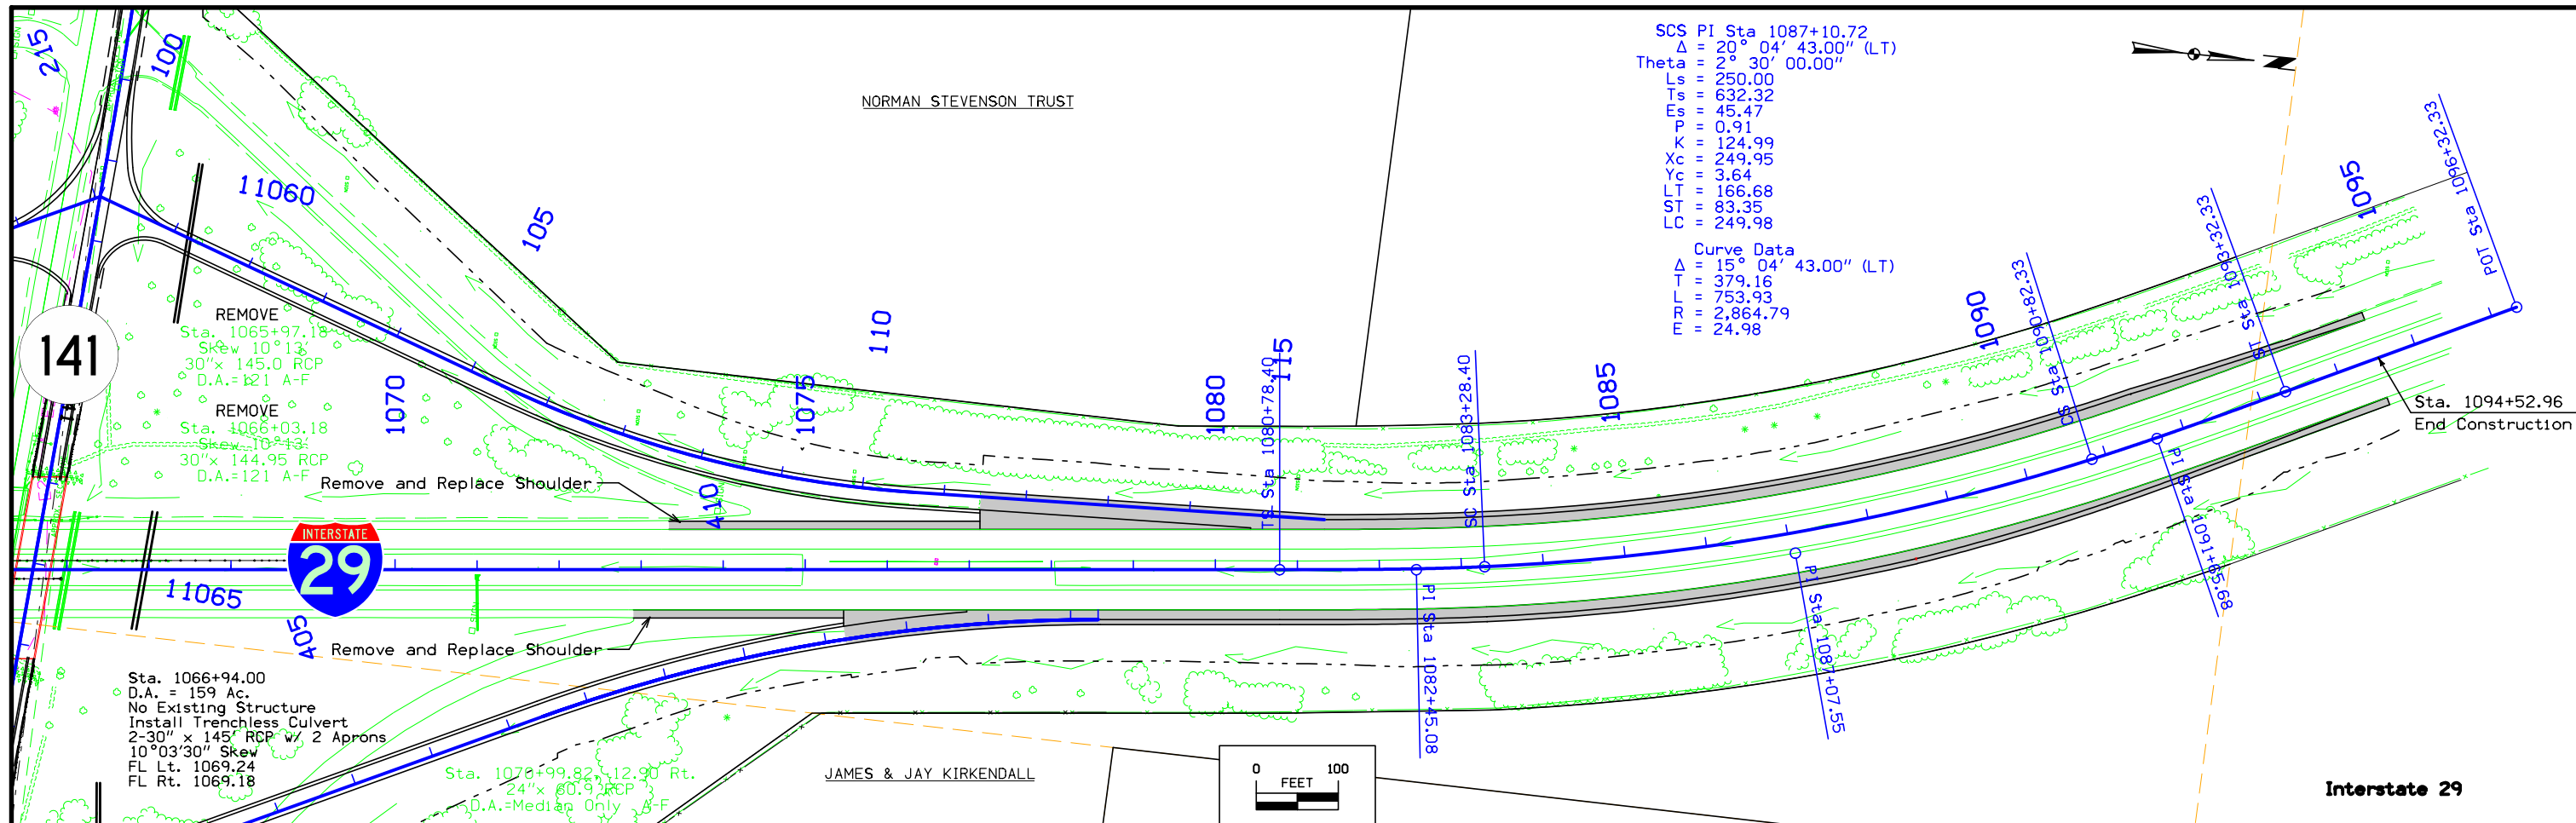 215
100
NORMAN STEVENSON TRUST
SCS PI Sta 1087+10.72
Δ = 20° 04' 43.00" (LT)
Theta = 2° 30' 00.00"
Ls = 250.00
Ts = 632.32
Es = 45.47
P = 0.91
K = 124.99
Xc = 249.95
Yc = 3.64
LT = 166.68
ST = 83.35
LC = 249.98
Curve Data
Δ = 15° 04' 43.00" (LT)
T = 379.16
L = 753.93
R = 2,864.79
E = 24.98
N
11060
105
110
115
1070
1075
1080
1085
1090
1095
TS Sta 1080+78.40
SC Sta 1083+28.40
CS Sta 1090+82.33
ST Sta 1093+32.33
POT Sta 1096+32.33
141
REMOVE
Sta. 1065+97.18
Skew 10°13'
30"x 145.0 RCP
D.A.=121 A-F
REMOVE
Sta. 1066+03.18
Skew 10°13'
30"x 144.95 RCP
D.A.=121 A-F
Remove and Replace Shoulder
410
Sta. 1094+52.96
End Construction
INTERSTATE
29
11065
405
Remove and Replace Shoulder
PI Sta 1082+45.08
PI Sta 1087+07.55
PI Sta 1091+65.68
Sta. 1066+94.00
D.A. = 159 Ac.
No Existing Structure
Install Trenchless Culvert
2-30" x 145' RCP w/ 2 Aprons
10°03'30" Skew
FL Lt. 1069.24
FL Rt. 1069.18
Sta. 1070+99.82, 12.90 Rt.
24"x 60.9 RCP
D.A.=Median Only A-F
JAMES & JAY KIRKENDALL
0 100
FEET
Interstate 29